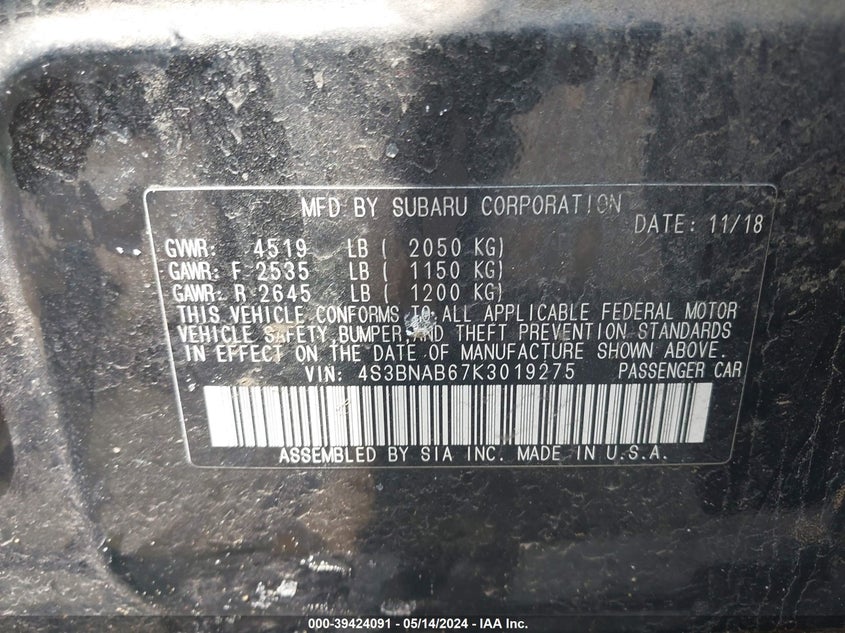 MFD BY SUBARU CORPORATION
DATE: 11/18
GVWR: 4519 LB ( 2050 KG)
GAWR: F 2535 LB ( 1150 KG)
GAWR: R 2645 LB ( 1200 KG)
THIS VEHICLE CONFORMS TO ALL APPLICABLE FEDERAL MOTOR
VEHICLE SAFETY, BUMPER, AND THEFT PREVENTION STANDARDS
IN EFFECT ON THE DATE OF MANUFACTURE SHOWN ABOVE.
VIN: 4S3BNAB67K3019275 PASSENGER CAR
ASSEMBLED BY SIA INC. MADE IN U.S.A.
000-39424091 - 05/14/2024 - IAA Inc.